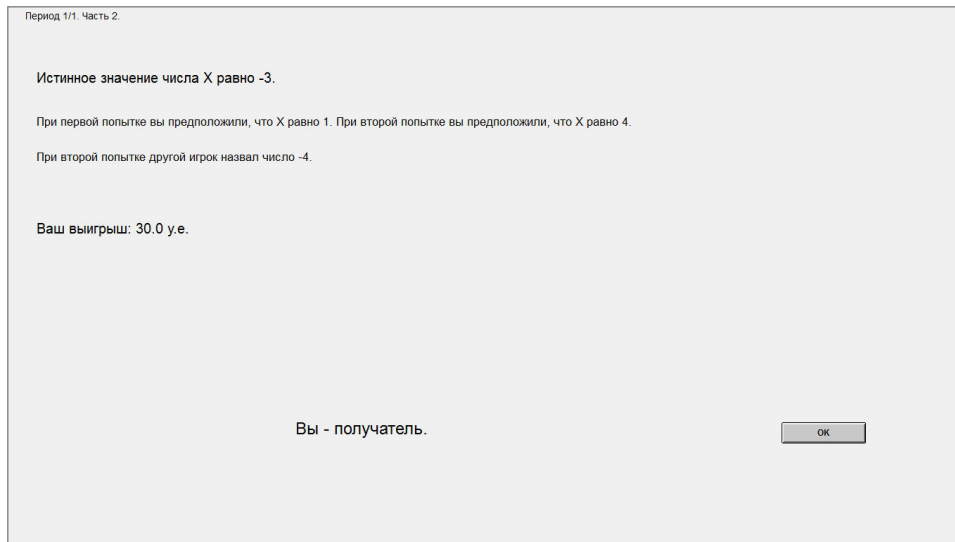 Период 1/1. Часть 2.
Истинное значение числа X равно -3.
При первой попытке вы предположили, что X равно 1. При второй попытке вы предположили, что X равно 4.
При второй попытке другой игрок назвал число -4.
Ваш выигрыш: 30.0 у.е.
Вы - получатель.
ОК